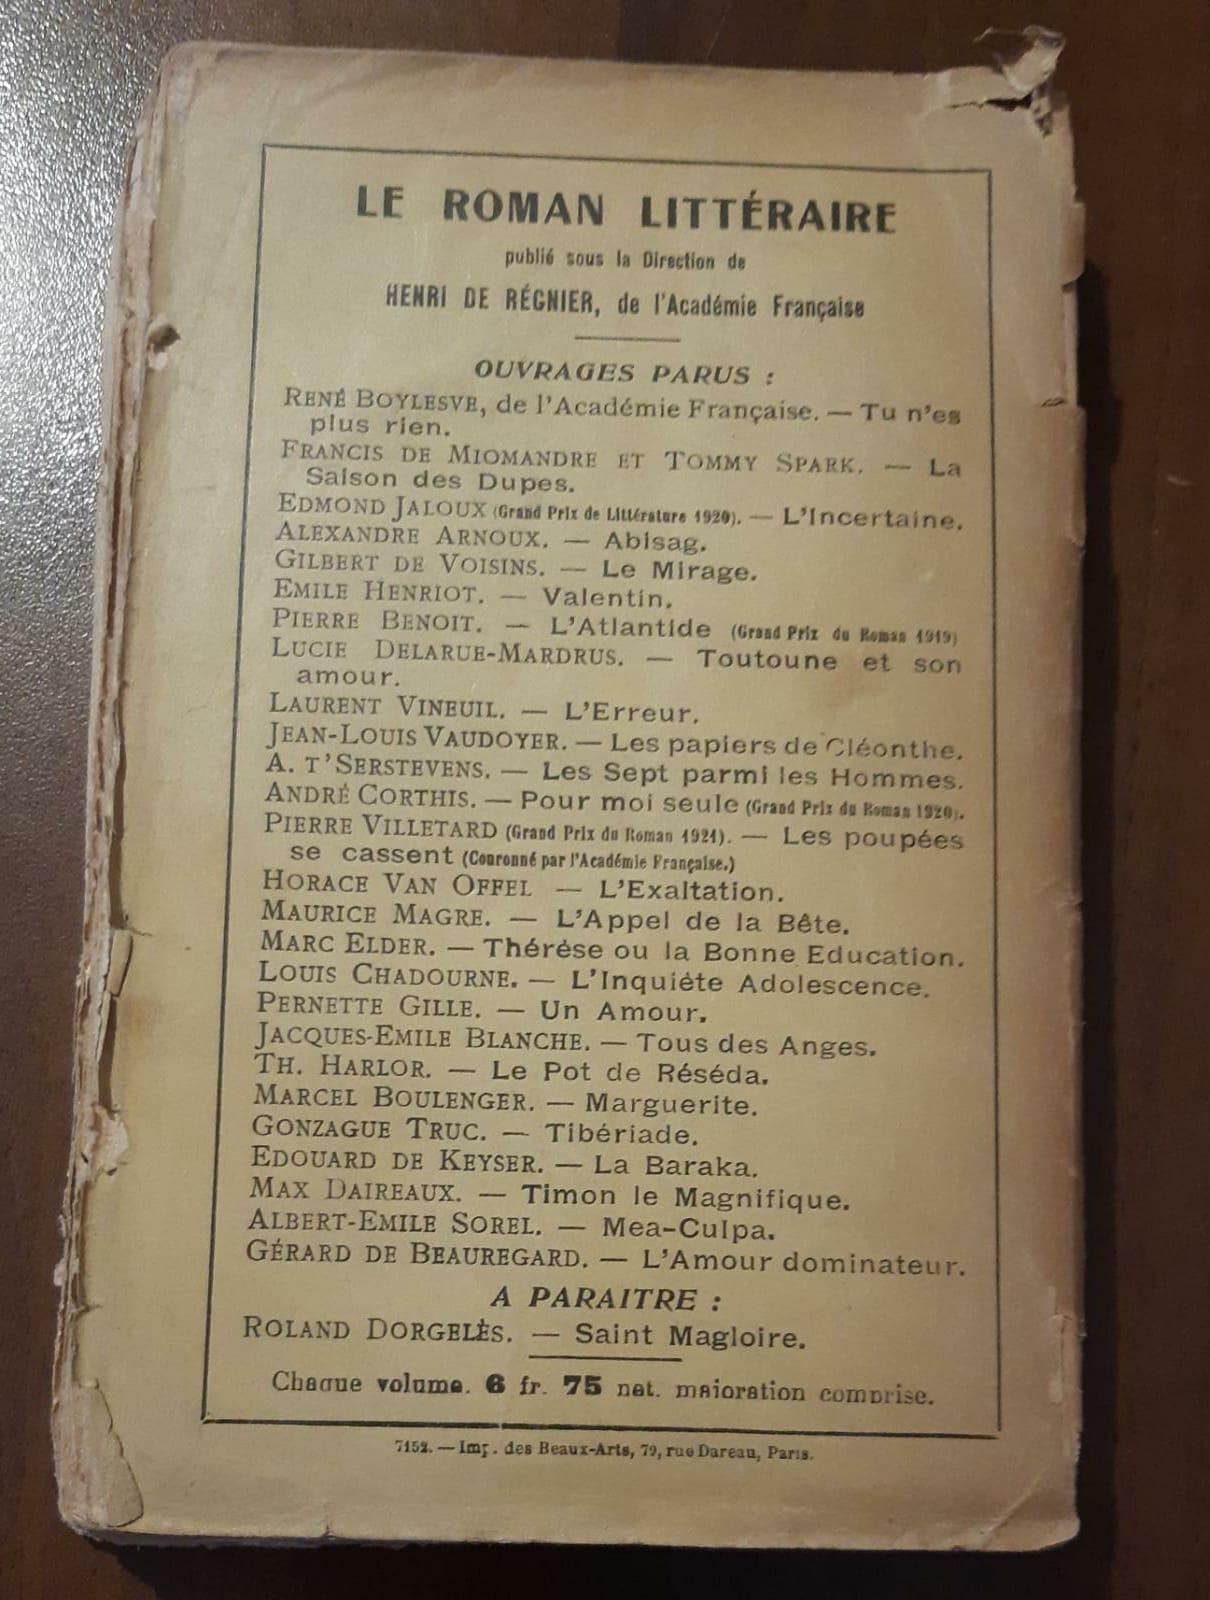 LE ROMAN LITTÉRAIRE
publié sous la Direction de
HENRI DE RÉGNIER, de l'Académie Française
OUVRAGES PARUS :
RENÉ BOYLESVE, de l'Académie Française. — Tu n'es
plus rien.
FRANCIS DE MIOMANDRE ET TOMMY SPARK. — La
Saison des Dupes.
EDMOND JALOUX (Grand Prix de Littérature 1920). — L'Incertaine.
ALEXANDRE ARNOUX. — Abisag.
GILBERT DE VOISINS. — Le Mirage.
EMILE HENRIOT. — Valentin.
PIERRE BENOIT. — L'Atlantide (Grand Prix du Roman 1919)
LUCIE DELARUE-MARDRUS. — Toutoune et son
amour.
LAURENT VINEUIL. — L'Erreur.
JEAN-LOUIS VAUDOYER. — Les papiers de Cléonthe.
A. T'SERSTEVENS. — Les Sept parmi les Hommes.
ANDRÉ CORTHIS. — Pour moi seule (Grand Prix du Roman 1920).
PIERRE VILLETARD (Grand Prix du Roman 1921). — Les poupées
se cassent (Couronné par l'Académie Française.)
HORACE VAN OFFEL — L'Exaltation.
MAURICE MAGRE. — L'Appel de la Bête.
MARC ELDER. — Thérèse ou la Bonne Education.
LOUIS CHADOURNE. — L'Inquiète Adolescence.
PERNETTE GILLE. — Un Amour.
JACQUES-EMILE BLANCHE. — Tous des Anges.
TH. HARLOR. — Le Pot de Réséda.
MARCEL BOULENGER. — Marguerite.
GONZAGUE TRUC. — Tibériade.
EDOUARD DE KEYSER. — La Baraka.
MAX DAIREAUX. — Timon le Magnifique.
ALBERT-EMILE SOREL. — Mea-Culpa.
GÉRARD DE BEAUREGARD. — L'Amour dominateur.
A PARAITRE :
ROLAND DORGELÈS. — Saint Magloire.
Chaque volume. 6 fr. 75 net. majoration comprise.
7152. — Imp. des Beaux-Arts, 79, rue Dareau, Paris.